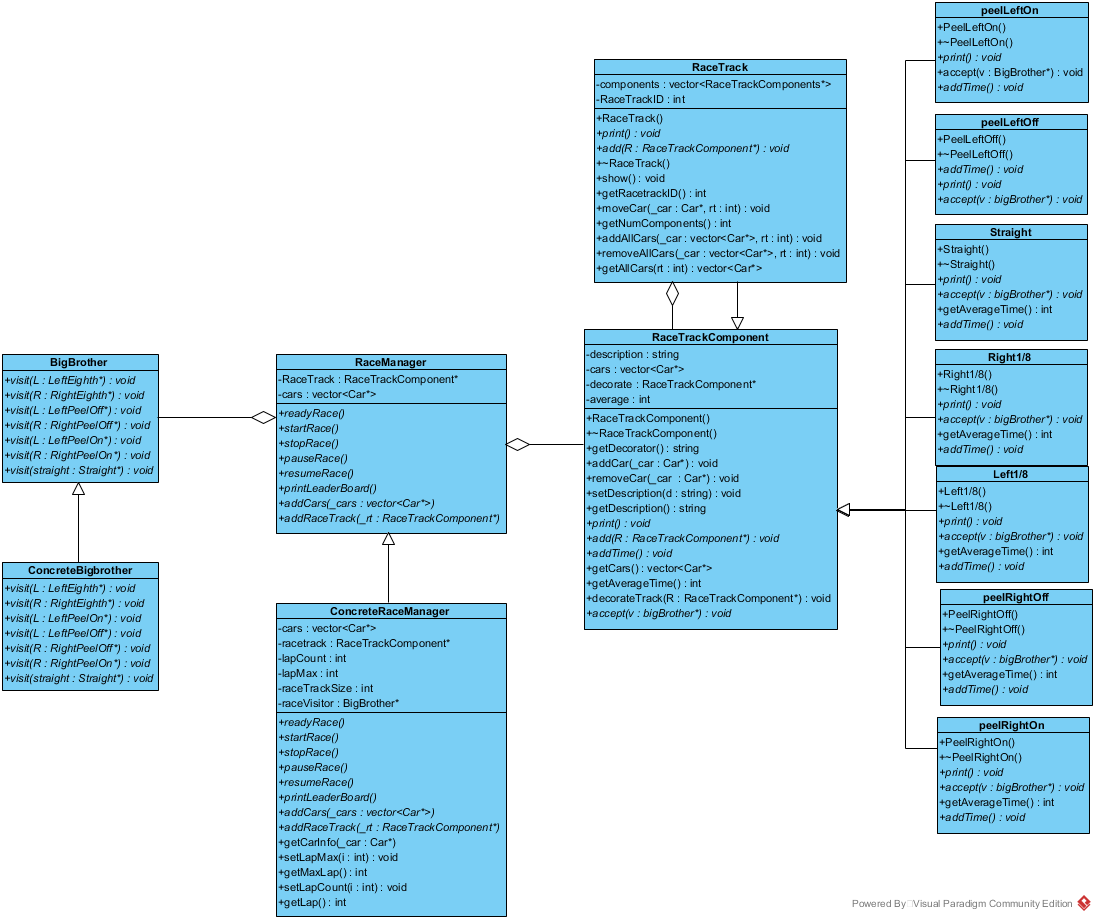 peelLeftOn
+PeelLeftOn()
+~PeelLeftOn()
+print() : void
+accept(v : BigBrother*) : void
+addTime() : void
peelLeftOff
+PeelLeftOff()
+~PeelLeftOff()
+addTime() : void
+print() : void
+accept(v : bigBrother*) : void
Straight
+Straight()
+~Straight()
+print() : void
+accept(v : bigBrother*) : void
+getAverageTime() : int
+addTime() : void
Right1/8
+Right1/8()
+~Right1/8()
+print() : void
+accept(v : bigBrother*) : void
+getAverageTime() : int
+addTime() : void
Left1/8
+Left1/8()
+~Left1/8()
+print() : void
+accept(v : bigBrother*) : void
+getAverageTime() : int
+addTime() : void
peelRightOff
+PeelRightOff()
+~PeelRightOff()
+print() : void
+accept(v : bigBrother*) : void
+getAverageTime() : int
+addTime() : void
peelRightOn
+PeelRightOn()
+~PeelRightOn()
+print() : void
+accept(v : bigBrother*) : void
+getAverageTime() : int
+addTime() : void
RaceTrack
-components : vector<RaceTrackComponents*>
-RaceTrackID : int
+RaceTrack()
+print() : void
+add(R : RaceTrackComponent*) : void
+~RaceTrack()
+show() : void
+getRacetrackID() : int
+moveCar(_car : Car*, rt : int) : void
+getNumComponents() : int
+addAllCars(_car : vector<Car*>, rt : int) : void
+removeAllCars(_car : vector<Car*>, rt : int) : void
+getAllCars(rt : int) : vector<Car*>
RaceTrackComponent
-description : string
-cars : vector<Car*>
-decorate : RaceTrackComponent*
-average : int
+RaceTrackComponent()
+~RaceTrackComponent()
+getDecorator() : string
+addCar(_car : Car*) : void
+removeCar(_car : Car*) : void
+setDescription(d : string) : void
+getDescription() : string
+print() : void
+add(R : RaceTrackComponent*) : void
+addTime() : void
+getCars() : vector<Car*>
+getAverageTime() : int
+decorateTrack(R : RaceTrackComponent*) : void
+accept(v : bigBrother*) : void
BigBrother
+visit(L : LeftEighth*) : void
+visit(R : RightEighth*) : void
+visit(L : LeftPeelOff*) : void
+visit(R : RightPeelOff*) : void
+visit(L : LeftPeelOn*) : void
+visit(R : RightPeelOn*) : void
+visit(straight : Straight*) : void
RaceManager
-RaceTrack : RaceTrackComponent*
-cars : vector<Car*>
+readyRace()
+startRace()
+stopRace()
+pauseRace()
+resumeRace()
+printLeaderBoard()
+addCars(_cars : vector<Car*>)
+addRaceTrack(_rt : RaceTrackComponent*)
ConcreteBigbrother
+visit(L : LeftEighth*) : void
+visit(R : RightEighth*) : void
+visit(L : LeftPeelOn*) : void
+visit(L : LeftPeelOff*) : void
+visit(R : RightPeelOff*) : void
+visit(R : RightPeelOn*) : void
+visit(straight : Straight*) : void
ConcreteRaceManager
-cars : vector<Car*>
-racetrack : RaceTrackComponent*
-lapCount : int
-lapMax : int
-raceTrackSize : int
-raceVisitor : BigBrother*
+readyRace()
+startRace()
+stopRace()
+pauseRace()
+resumeRace()
+printLeaderBoard()
+addCars(_cars : vector<Car*>)
+addRaceTrack(_rt : RaceTrackComponent*)
+getCarInfo(_car : Car*)
+setLapMax(i : int) : void
+getMaxLap() : int
+setLapCount(i : int) : void
+getLap() : int
Powered By Visual Paradigm Community Edition